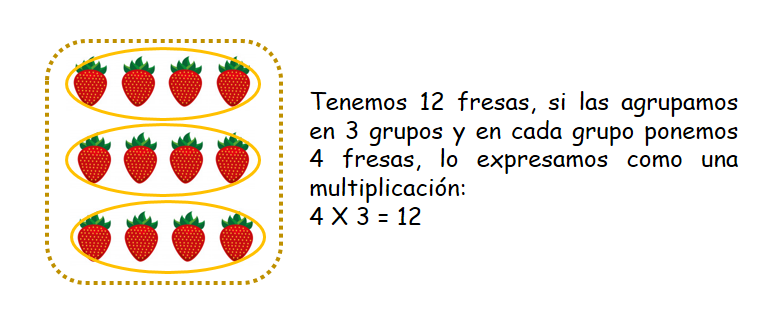 Tenemos 12 fresas, si las agrupamos
en 3 grupos y en cada grupo ponemos
4 fresas, lo expresamos como una
multiplicación:
4 X 3 = 12